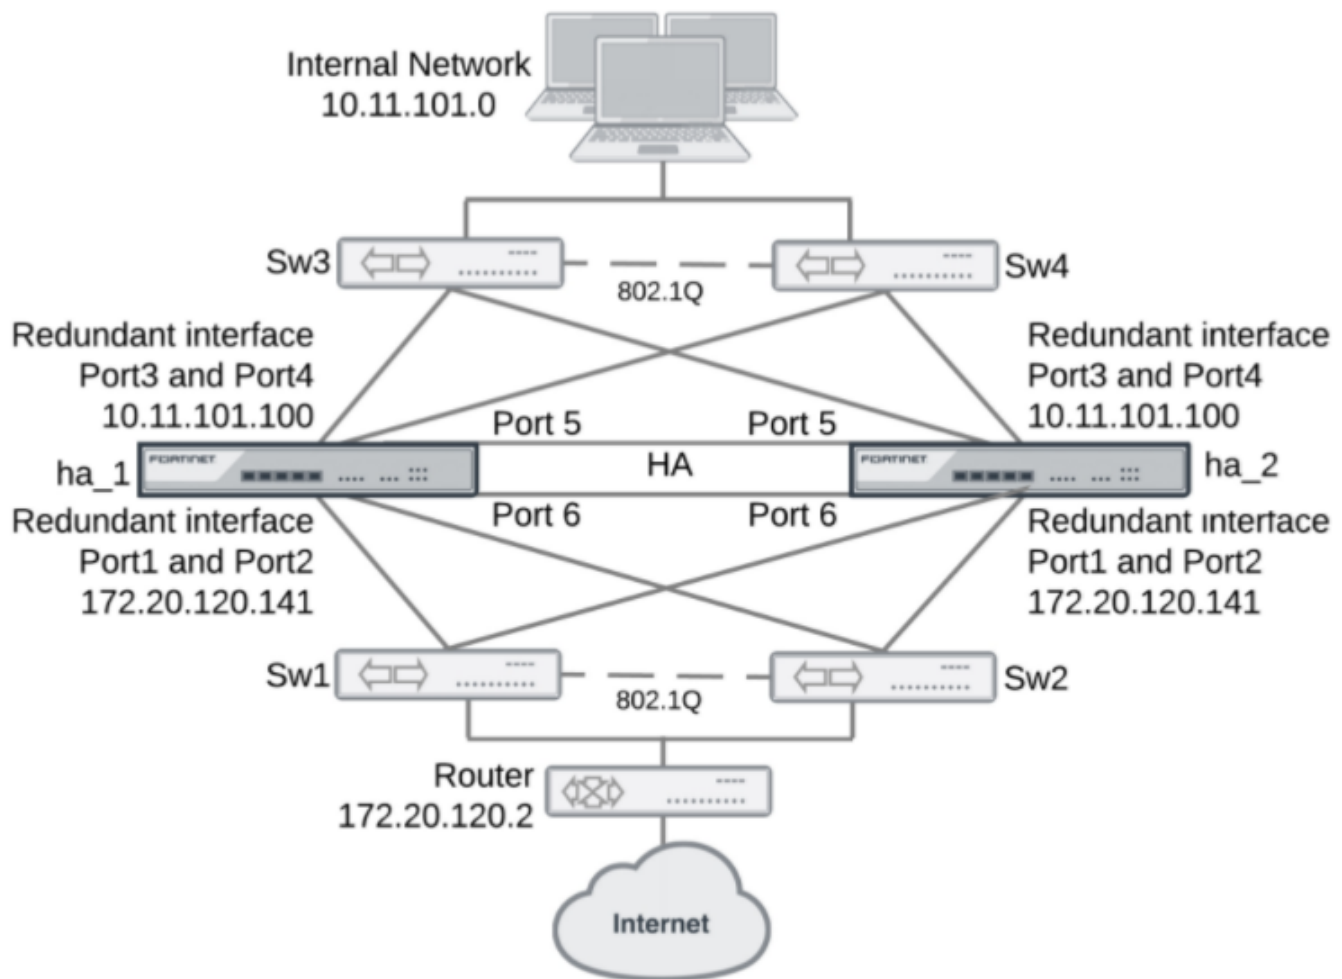 Internal Network
10.11.101.0
Sw3
802.1Q
Sw4
Redundant interface
Port3 and Port4
10.11.101.100
Redundant interface
Port3 and Port4
10.11.101.100
Port 5
Port 5
ha_1
FORTINET
HA
FORTINET
ha_2
Port 6
Port 6
Redundant interface
Port1 and Port2
172.20.120.141
Redundant interface
Port1 and Port2
172.20.120.141
Sw1
802.1Q
Sw2
Router
172.20.120.2
Internet